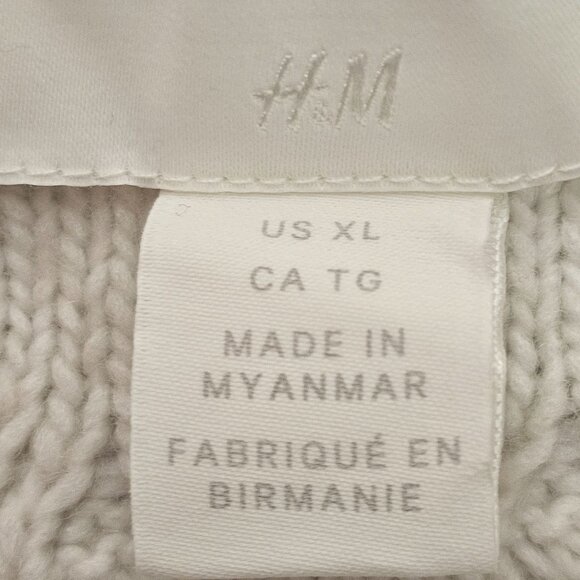 H&M
US XL
CA TG
MADE IN
MYANMAR
FABRIQUÉ EN
BIRMANIE